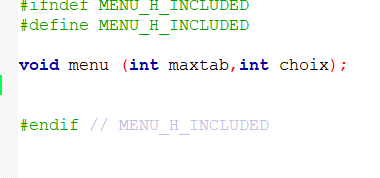 #ifndef MENU_H_INCLUDED
#define MENU_H_INCLUDED
void menu (int maxtab,int choix);
#endif // MENU_H_INCLUDED